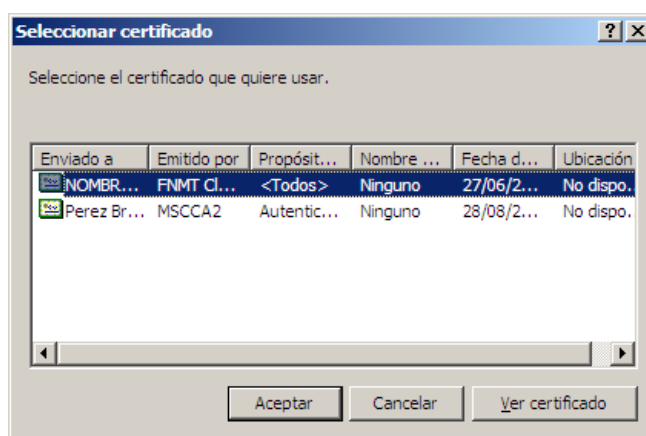 Seleccionar certificado
Seleccione el certificado que quiere usar.
Enviado a Emitido por Propósit... Nombre ... Fecha d... Ubicación
NOMBR... FNMT Cl... <Todos> Ninguno 27/06/2... No dispo..
Perez Br... MSCCA2 Autentic... Ninguno 28/08/2... No dispo.
Aceptar Cancelar Ver certificado